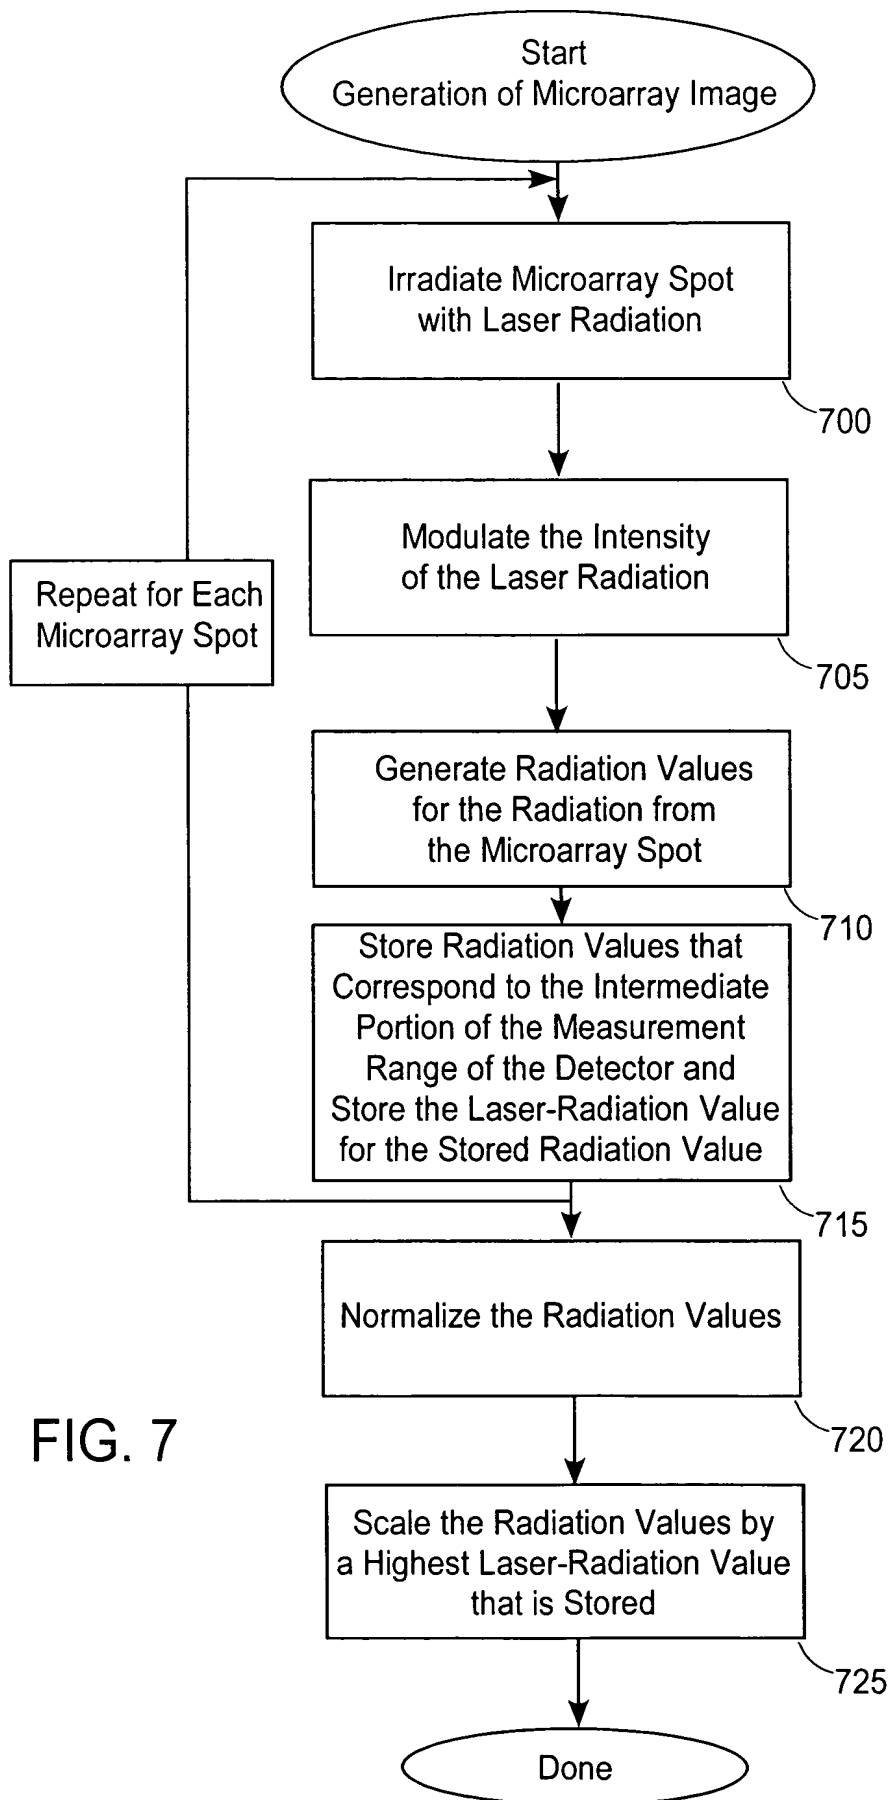 Start
Generation of Microarray Image
Irradiate Microarray Spot
with Laser Radiation
700
Modulate the Intensity
of the Laser Radiation
705
Repeat for Each
Microarray Spot
Generate Radiation Values
for the Radiation from
the Microarray Spot
710
Store Radiation Values that
Correspond to the Intermediate
Portion of the Measurement
Range of the Detector and
Store the Laser-Radiation Value
for the Stored Radiation Value
715
Normalize the Radiation Values
720
FIG. 7
Scale the Radiation Values by
a Highest Laser-Radiation Value
that is Stored
725
Done